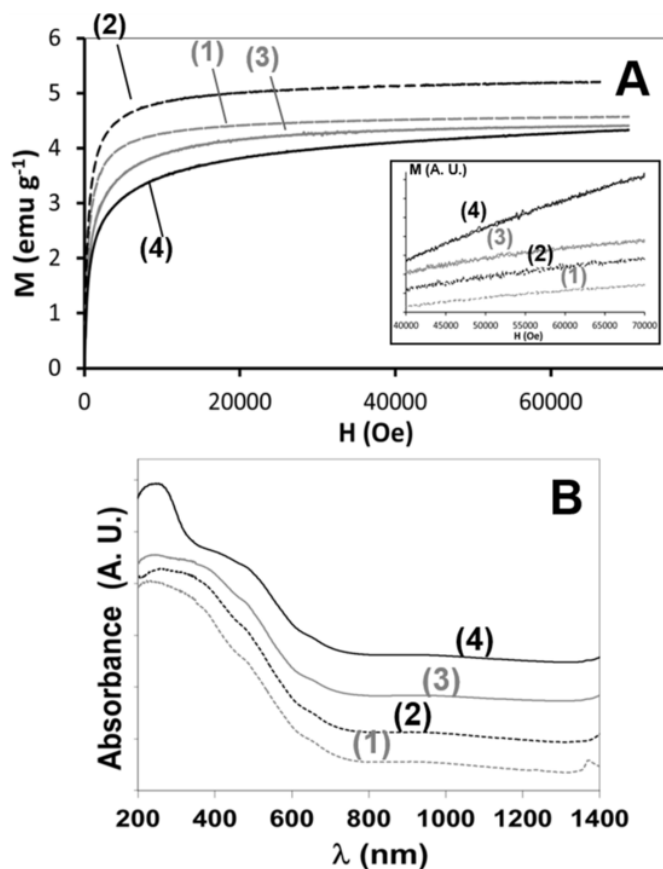 (2)
(1)
(3)
A
6
5
4
3
2
1
0
(4)
M (emu g-1)
0 20000 40000 60000
H (Oe)
M (A. U.)
(4)
(3)
(2)
(1)
40000 45000 50000 55000 60000 65000 70000
H (Oe)
B
Absorbance (A. U.)
(4)
(3)
(2)
(1)
200 400 600 800 1000 1200 1400
λ (nm)